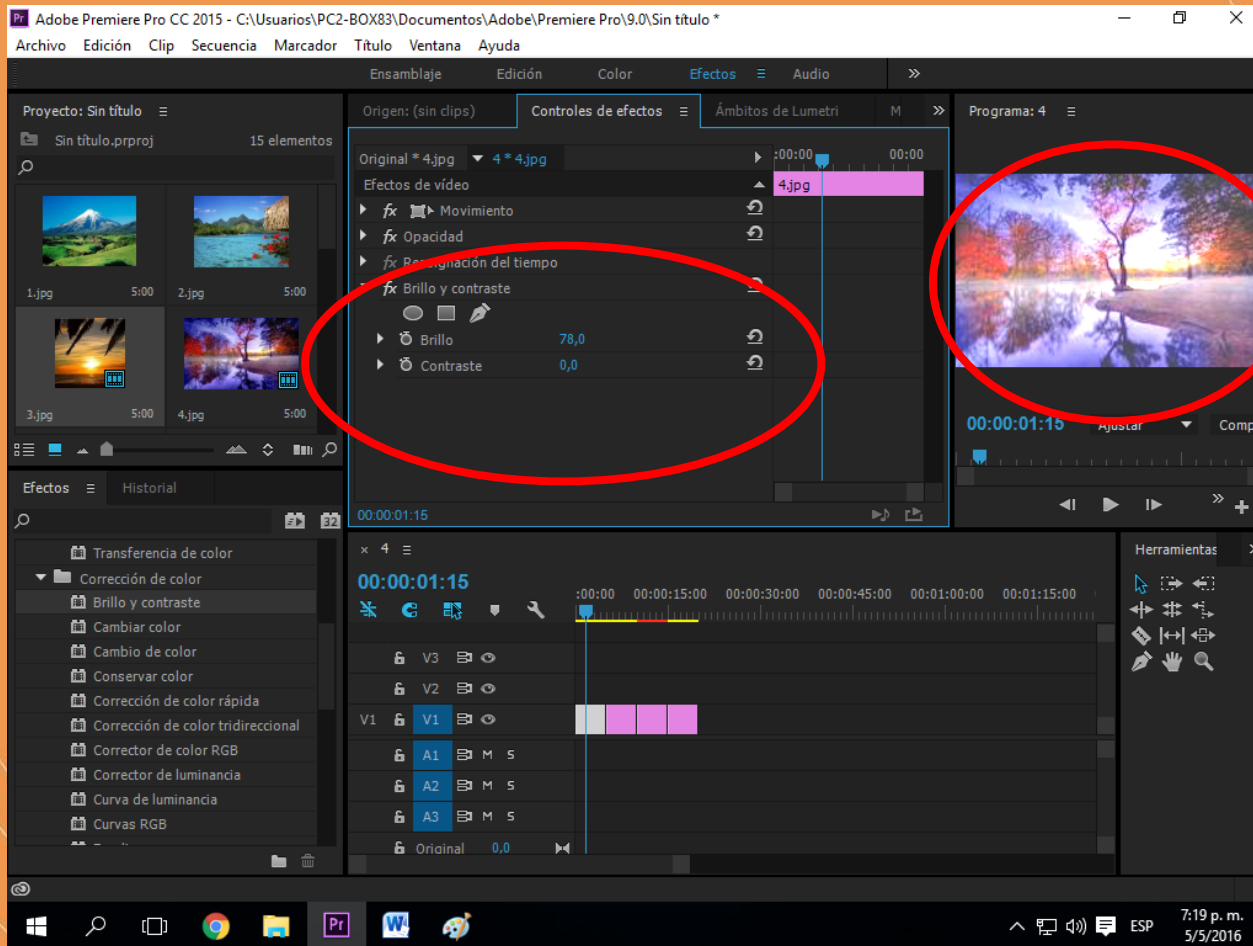 Adobe Premiere Pro CC 2015 - C:\Usuarios\PC2-BOX83\Documentos\Adobe\Premiere Pro\9.0\Sin título *
Archivo Edición Clip Secuencia Marcador Título Ventana Ayuda
Ensamblaje Edición Color Efectos Audio
Proyecto: Sin título
Sin título.prproj 15 elementos
1.jpg 5:00 2.jpg 5:00
3.jpg 5:00 4.jpg 5:00
Origen: (sin clips) Controles de efectos Ámbitos de Lumetri M
Original * 4.jpg 4 * 4.jpg :00:00 00:00
Efectos de vídeo 4.jpg
fx Movimiento
fx Opacidad
fx Reasignación del tiempo
fx Brillo y contraste
Brillo 78,0
Contraste 0,0
00:00:01:15
Programa: 4
00:00:01:15 Ajustar Comp
Efectos Historial
32
Transferencia de color
Corrección de color
Brillo y contraste
Cambiar color
Cambio de color
Conservar color
Corrección de color rápida
Corrección de color tridireccional
Corrector de color RGB
Corrector de luminancia
Curva de luminancia
Curvas RGB
× 4
00:00:01:15
:00:00 00:00:15:00 00:00:30:00 00:00:45:00 00:01:00:00 00:01:15:00
V3
V2
V1 V1
A1 M S
A2 M S
A3 M S
Original 0,0
Herramientas
Pr
ESP 7:19 p. m.
5/5/2016